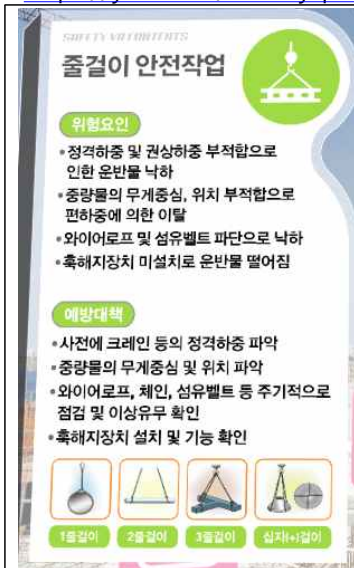 줄걸이 안전작업
위험요인
• 정격하중 및 권상하중 부적합으로
인한 운반물 낙하
• 중량물의 무게중심, 위치 부적합으로
편하중에 의한 이탈
• 와이어로프 및 섬유벨트 파단으로 낙하
• 훅해지장치 미설치로 운반물 떨어짐
예방대책
• 사전에 크레인 등의 정격하중 파악
• 중량물의 무게중심 및 위치 파악
• 와이어로프, 체인, 섬유벨트 등 주기적으로
점검 및 이상유무 확인
• 훅해지장치 설치 및 기능 확인
1줄걸이
2줄걸이
3줄걸이
십자(+)걸이